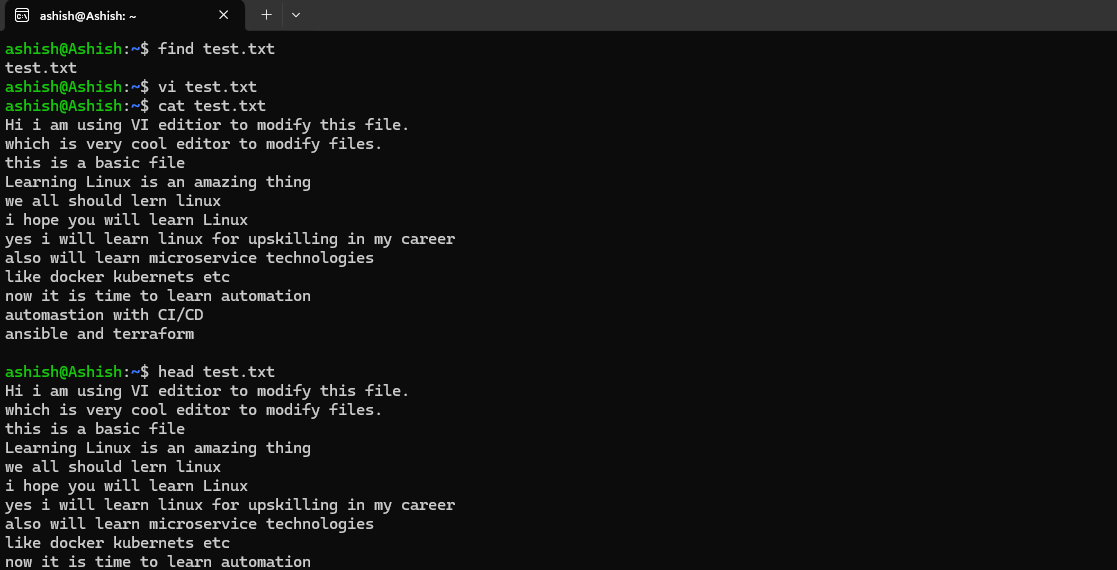 ashish@Ashish: ~
ashish@Ashish:~$ find test.txt
test.txt
ashish@Ashish:~$ vi test.txt
ashish@Ashish:~$ cat test.txt
Hi i am using VI editior to modify this file.
which is very cool editor to modify files.
this is a basic file
Learning Linux is an amazing thing
we all should lern linux
i hope you will learn Linux
yes i will learn linux for upskilling in my career
also will learn microservice technologies
like docker kubernets etc
now it is time to learn automation
automastion with CI/CD
ansible and terraform
ashish@Ashish:~$ head test.txt
Hi i am using VI editior to modify this file.
which is very cool editor to modify files.
this is a basic file
Learning Linux is an amazing thing
we all should lern linux
i hope you will learn Linux
yes i will learn linux for upskilling in my career
also will learn microservice technologies
like docker kubernets etc
now it is time to learn automation